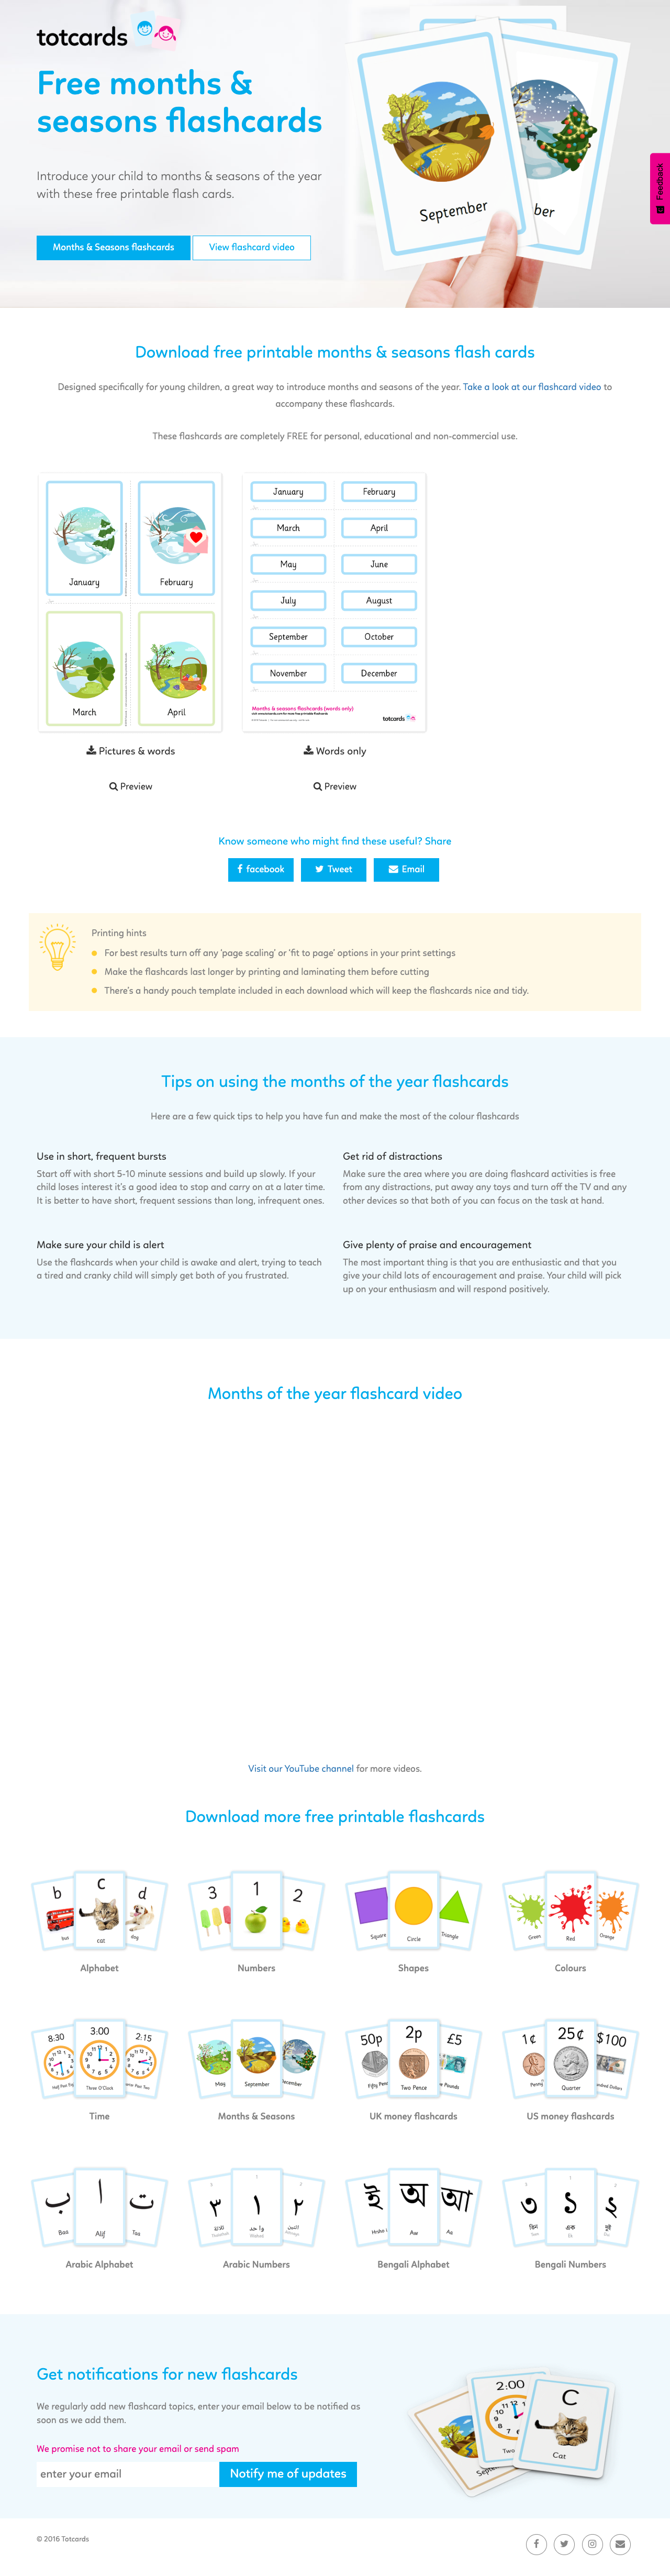 totcards
Free months &
seasons flashcards
Introduce your child to months & seasons of the year
with these free printable flash cards.
Months & Seasons flashcards
View flashcard video
September
ber
Feedback
Download free printable months & seasons flash cards
Designed specifically for young children, a great way to introduce months and seasons of the year. Take a look at our flashcard video to
accompany these flashcards.
These flashcards are completely FREE for personal, educational and non-commercial use.
January
February
March
April
January
February
March
April
May
June
July
August
September
October
November
December
Months & seasons flashcards (words only)
totcards
Pictures & words
Words only
Preview
Preview
Know someone who might find these useful? Share
facebook
Tweet
Email
Printing hints
For best results turn off any 'page scaling' or 'fit to page' options in your print settings
Make the flashcards last longer by printing and laminating them before cutting
There's a handy pouch template included in each download which will keep the flashcards nice and tidy.
Tips on using the months of the year flashcards
Here are a few quick tips to help you have fun and make the most of the colour flashcards
Use in short, frequent bursts
Start off with short 5-10 minute sessions and build up slowly. If your
child loses interest it's a good idea to stop and carry on at a later time.
It is better to have short, frequent sessions than long, infrequent ones.
Get rid of distractions
Make sure the area where you are doing flashcard activities is free
from any distractions, put away any toys and turn off the TV and any
other devices so that both of you can focus on the task at hand.
Make sure your child is alert
Use the flashcards when your child is awake and alert, trying to teach
a tired and cranky child will simply get both of you frustrated.
Give plenty of praise and encouragement
The most important thing is that you are enthusiastic and that you
give your child lots of encouragement and praise. Your child will pick
up on your enthusiasm and will respond positively.
Months of the year flashcard video
Visit our YouTube channel for more videos.
Download more free printable flashcards
b c d
bus cat dog
Alphabet
3 1 2
Numbers
Square Circle Triangle
Shapes
Green Red Orange
Colours
8:30 3:00 2:15
Three O'Clock
Time
May September December
Months & Seasons
50p 2p £5
Two Pence
UK money flashcards
1¢ 25¢ $100
Penny Quarter
US money flashcards
ب ا ت
Baa Alif Taa
Arabic Alphabet
٣ ١ ٢
Arabic Numbers
ই অ আ
Aw Aa
Bengali Alphabet
৩ ১ ২
তিন এক দুই
Bengali Numbers
Get notifications for new flashcards
We regularly add new flashcard topics, enter your email below to be notified as
soon as we add them.
We promise not to share your email or send spam
enter your email
Notify me of updates
2:00
C
Cat
Two
Sept
© 2016 Totcards